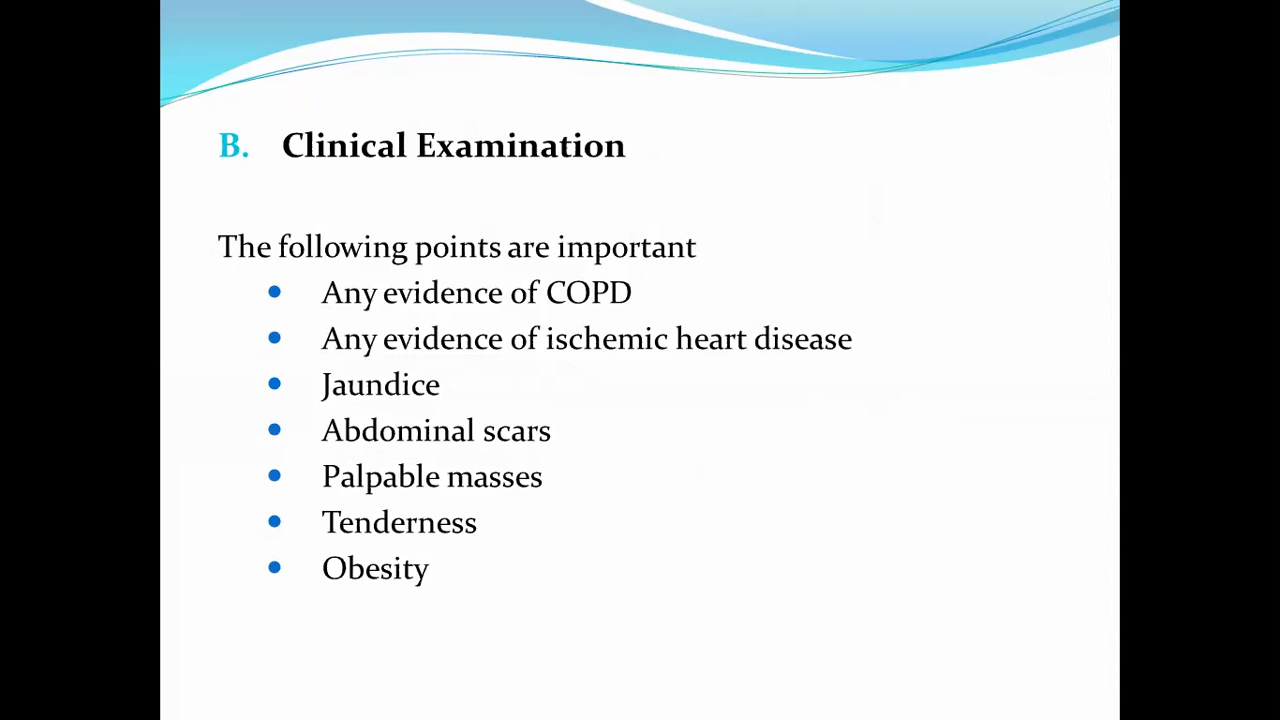 B. Clinical Examination
The following points are important
• Any evidence of COPD
• Any evidence of ischemic heart disease
• Jaundice
• Abdominal scars
• Palpable masses
• Tenderness
• Obesity